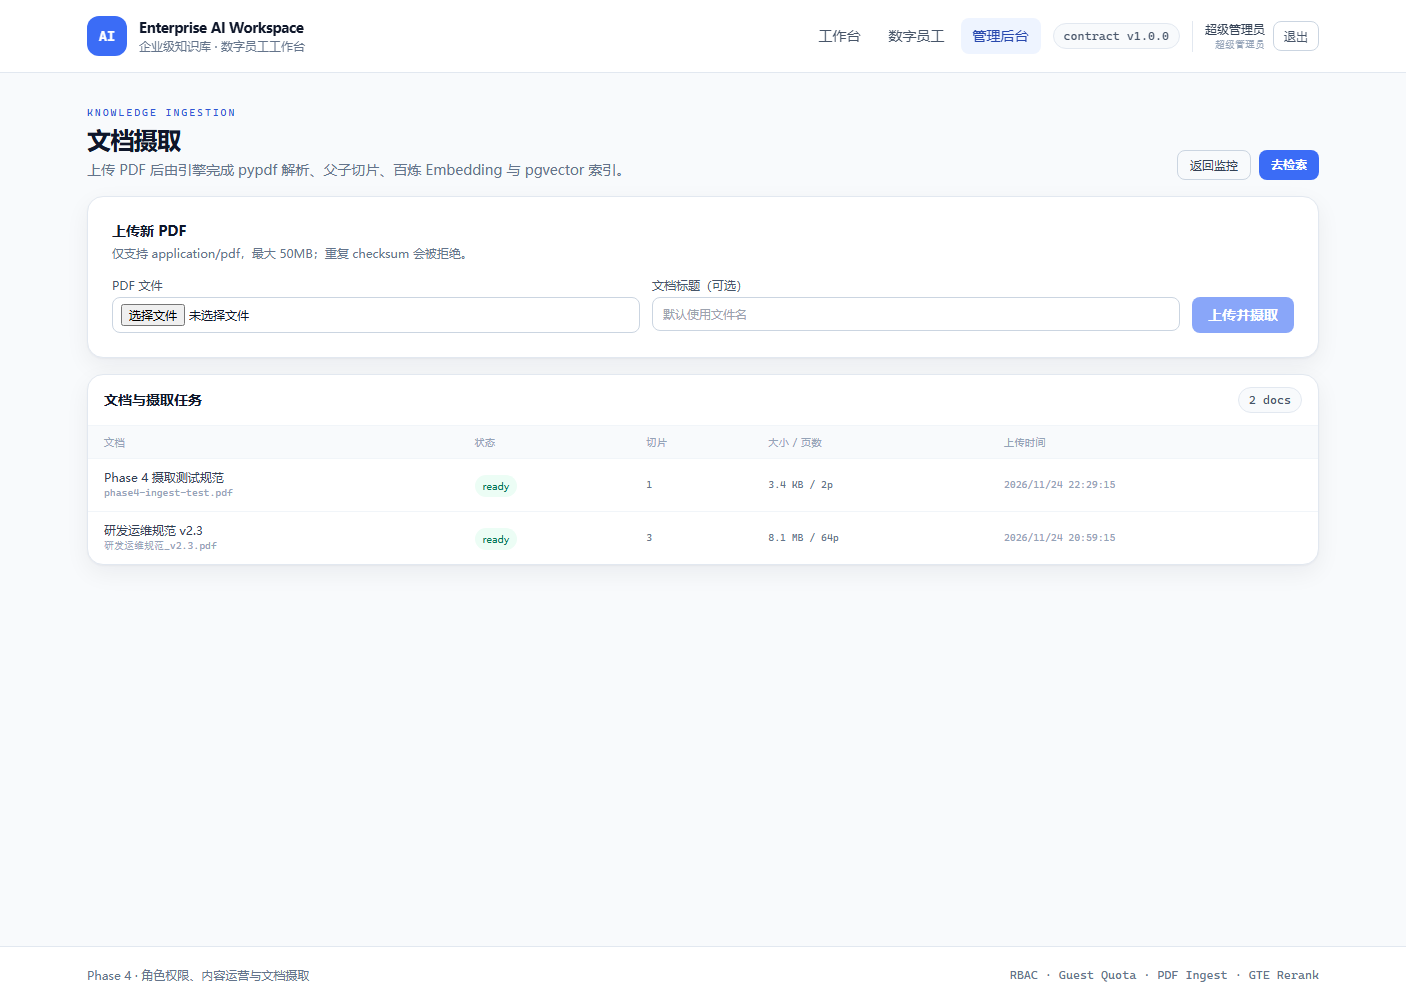 AI
Enterprise AI Workspace
企业级知识库 · 数字员工工作台
工作台
数字员工
管理后台
contract v1.0.0
超级管理员
超级管理员
退出
KNOWLEDGE INGESTION
文档摄取
上传 PDF 后由引擎完成 pypdf 解析、父子切片、百炼 Embedding 与 pgvector 索引。
返回监控
去检索
上传新 PDF
仅支持 application/pdf，最大 50MB；重复 checksum 会被拒绝。
PDF 文件
文档标题（可选）
选择文件 未选择文件
默认使用文件名
上传并摄取
文档与摄取任务
2 docs
文档 状态 切片 大小 / 页数 上传时间
Phase 4 摄取测试规范
phase4-ingest-test.pdf
ready 1 3.4 KB / 2p 2026/11/24 22:29:15
研发运维规范 v2.3
研发运维规范_v2.3.pdf
ready 3 8.1 MB / 64p 2026/11/24 20:59:15
Phase 4 · 角色权限、内容运营与文档摄取
RBAC · Guest Quota · PDF Ingest · GTE Rerank